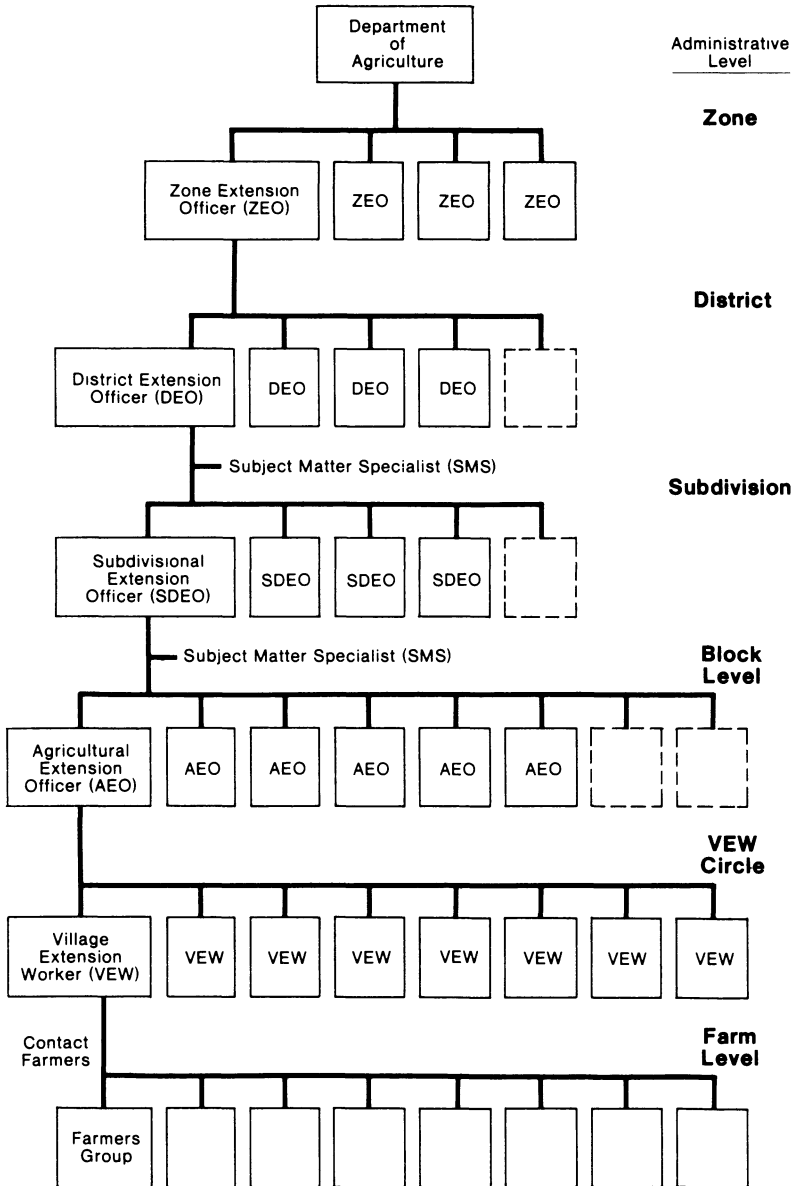 Department
of
Agriculture
Administrative
Level
Zone
Zone Extension
Officer (ZEO)
ZEO
ZEO
ZEO
District
District Extension
Officer (DEO)
DEO
DEO
DEO
Subject Matter Specialist (SMS)
Subdivision
Subdivisional
Extension
Officer (SDEO)
SDEO
SDEO
SDEO
Subject Matter Specialist (SMS)
Block
Level
Agricultural
Extension
Officer (AEO)
AEO
AEO
AEO
AEO
AEO
VEW
Circle
Village
Extension
Worker (VEW)
VEW
VEW
VEW
VEW
VEW
VEW
VEW
Contact
Farmers
Farm
Level
Farmers
Group